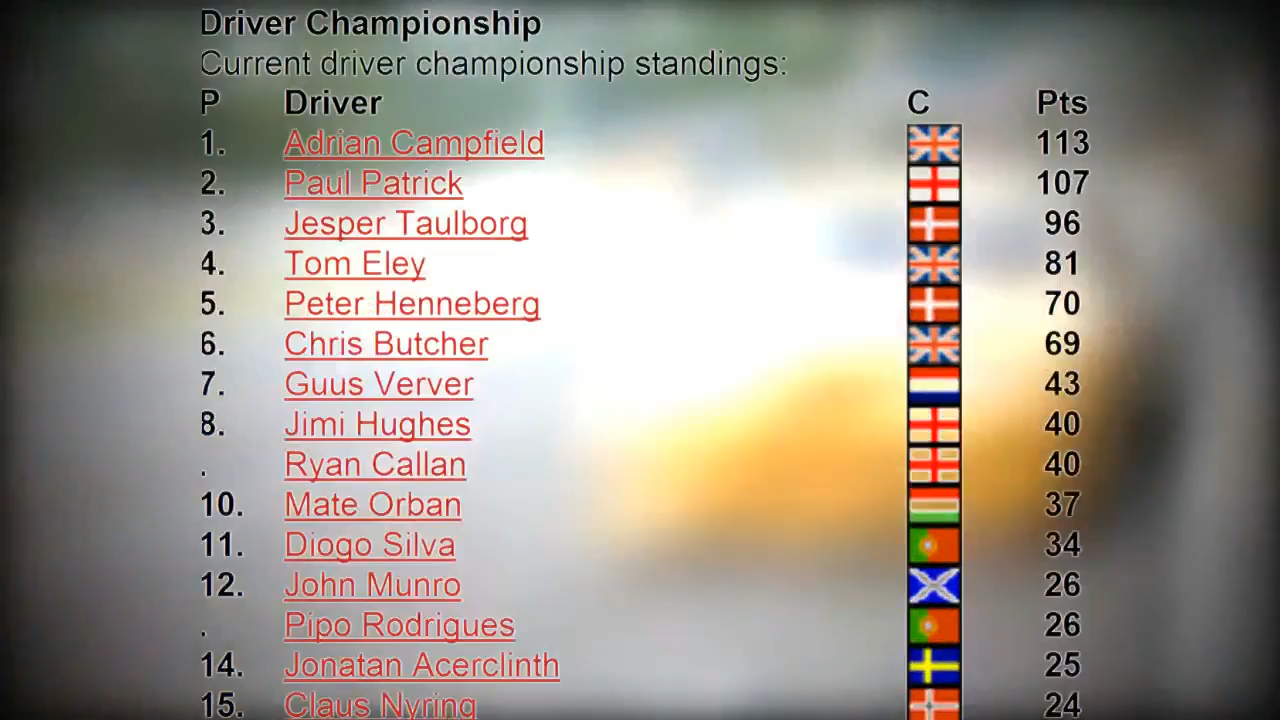 Driver Championship
Current driver championship standings:
P Driver C Pts
1. Adrian Campfield 113
2. Paul Patrick 107
3. Jesper Taulborg 96
4. Tom Eley 81
5. Peter Henneberg 70
6. Chris Butcher 69
7. Guus Verver 43
8. Jimi Hughes 40
. Ryan Callan 40
10. Mate Orban 37
11. Diogo Silva 34
12. John Munro 26
. Pipo Rodrigues 26
14. Jonatan Acerclinth 25
15. Claus Nyring 24